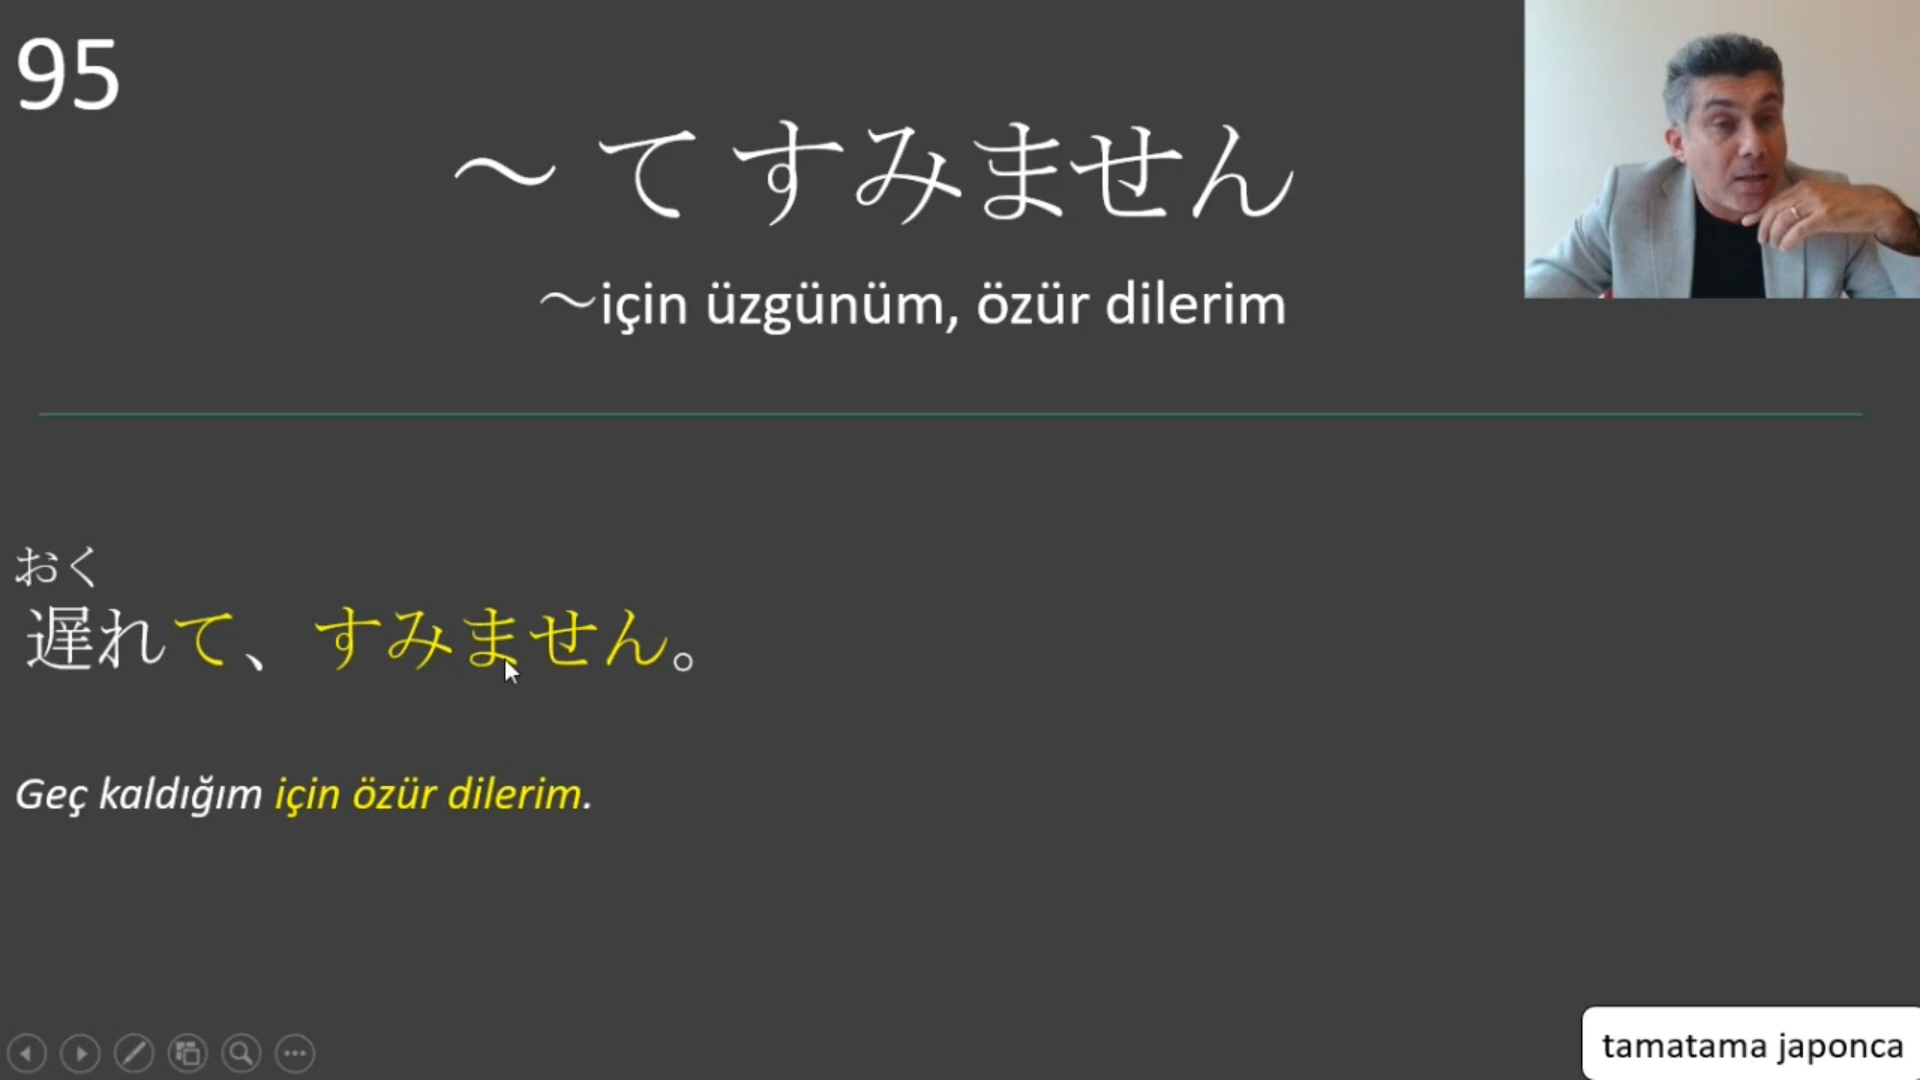 95
～て すみません
～için üzgünüm, özür dilerim
おく
遅れて、すみません。
Geç kaldığım için özür dilerim.
tamatama japonca